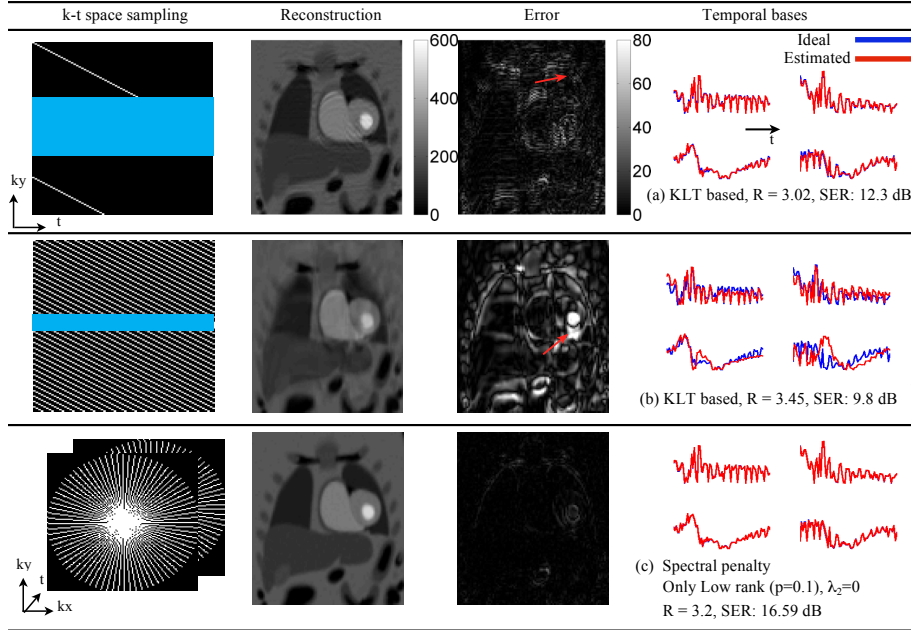 k-t space sampling
Reconstruction
Error
Temporal bases
600
400
200
0
80
60
40
20
0
Ideal
Estimated
t
ky
t
(a) KLT based, R = 3.02, SER: 12.3 dB
(b) KLT based, R = 3.45, SER: 9.8 dB
ky
t
kx
(c) Spectral penalty
Only Low rank (p=0.1), λ₂=0
R = 3.2, SER: 16.59 dB